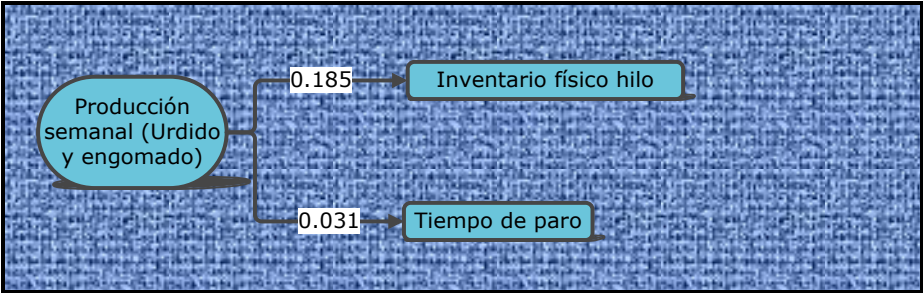 Producción
semanal (Urdido
y engomado)
0.185
Inventario físico hilo
0.031
Tiempo de paro